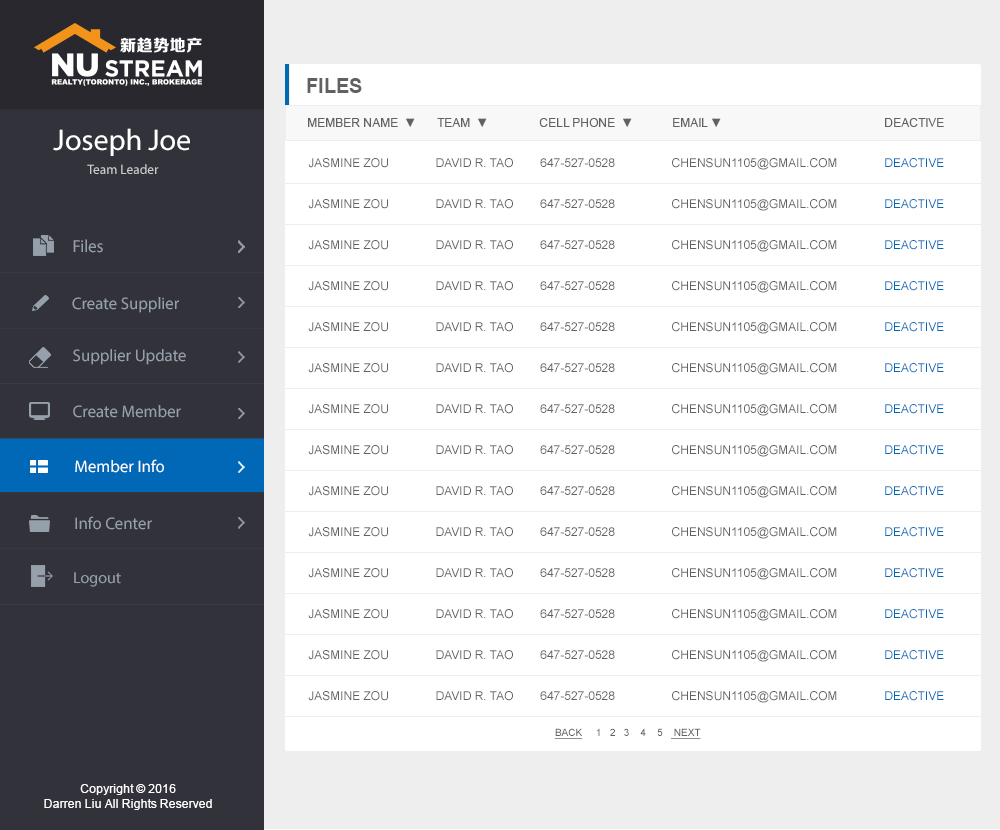 新趋势地产
NU STREAM
REALTY(TORONTO) INC., BROKERAGE
Joseph Joe
Team Leader
Files
Create Supplier
Supplier Update
Create Member
Member Info
Info Center
Logout
Copyright © 2016
Darren Liu All Rights Reserved
FILES
MEMBER NAME ▼ TEAM ▼ CELL PHONE ▼ EMAIL ▼ DEACTIVE
JASMINE ZOU DAVID R. TAO 647-527-0528 CHENSUN1105@GMAIL.COM DEACTIVE
JASMINE ZOU DAVID R. TAO 647-527-0528 CHENSUN1105@GMAIL.COM DEACTIVE
JASMINE ZOU DAVID R. TAO 647-527-0528 CHENSUN1105@GMAIL.COM DEACTIVE
JASMINE ZOU DAVID R. TAO 647-527-0528 CHENSUN1105@GMAIL.COM DEACTIVE
JASMINE ZOU DAVID R. TAO 647-527-0528 CHENSUN1105@GMAIL.COM DEACTIVE
JASMINE ZOU DAVID R. TAO 647-527-0528 CHENSUN1105@GMAIL.COM DEACTIVE
JASMINE ZOU DAVID R. TAO 647-527-0528 CHENSUN1105@GMAIL.COM DEACTIVE
JASMINE ZOU DAVID R. TAO 647-527-0528 CHENSUN1105@GMAIL.COM DEACTIVE
JASMINE ZOU DAVID R. TAO 647-527-0528 CHENSUN1105@GMAIL.COM DEACTIVE
JASMINE ZOU DAVID R. TAO 647-527-0528 CHENSUN1105@GMAIL.COM DEACTIVE
JASMINE ZOU DAVID R. TAO 647-527-0528 CHENSUN1105@GMAIL.COM DEACTIVE
JASMINE ZOU DAVID R. TAO 647-527-0528 CHENSUN1105@GMAIL.COM DEACTIVE
JASMINE ZOU DAVID R. TAO 647-527-0528 CHENSUN1105@GMAIL.COM DEACTIVE
JASMINE ZOU DAVID R. TAO 647-527-0528 CHENSUN1105@GMAIL.COM DEACTIVE
BACK 1 2 3 4 5 NEXT